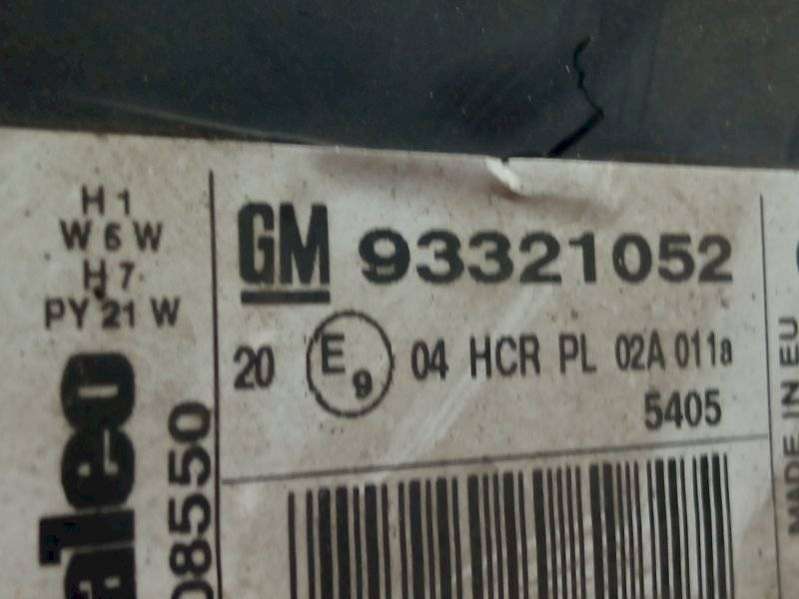 H 1
W 5 W
H 7
PY 21 W
GM 93321052
20 E 9 04 HCR PL 02A 011a
5405
MADE IN EU
aleo
08550